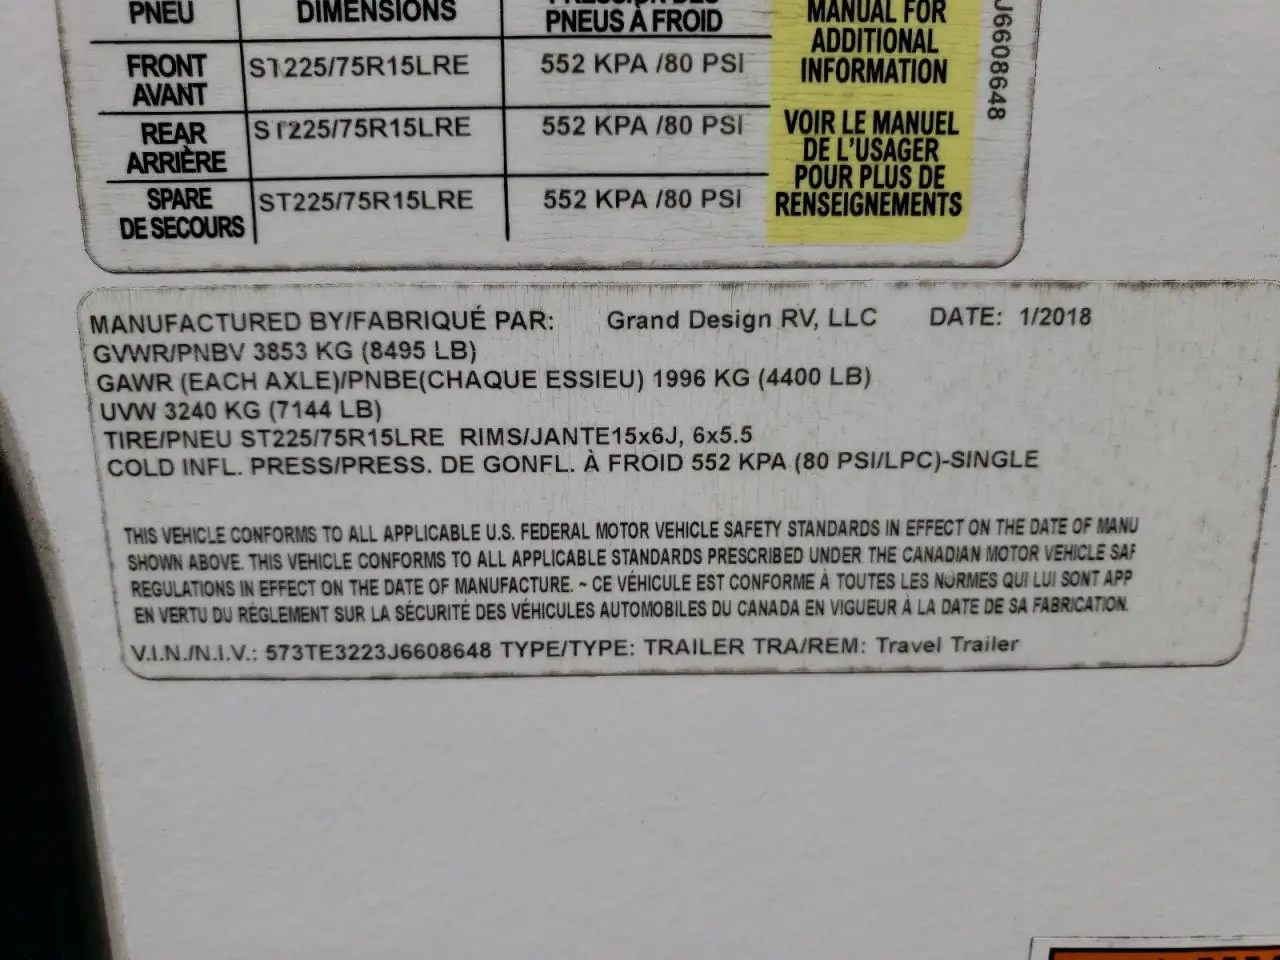 PNEU DIMENSIONS PNEUS À FROID
FRONT AVANT ST225/75R15LRE 552 KPA /80 PSI
REAR ARRIÈRE ST225/75R15LRE 552 KPA /80 PSI
SPARE DE SECOURS ST225/75R15LRE 552 KPA /80 PSI
MANUAL FOR
ADDITIONAL
INFORMATION
VOIR LE MANUEL
DE L'USAGER
POUR PLUS DE
RENSEIGNEMENTS
J6608648
MANUFACTURED BY/FABRIQUÉ PAR: Grand Design RV, LLC DATE: 1/2018
GVWR/PNBV 3853 KG (8495 LB)
GAWR (EACH AXLE)/PNBE(CHAQUE ESSIEU) 1996 KG (4400 LB)
UVW 3240 KG (7144 LB)
TIRE/PNEU ST225/75R15LRE RIMS/JANTE15x6J, 6x5.5
COLD INFL. PRESS/PRESS. DE GONFL. À FROID 552 KPA (80 PSI/LPC)-SINGLE
THIS VEHICLE CONFORMS TO ALL APPLICABLE U.S. FEDERAL MOTOR VEHICLE SAFETY STANDARDS IN EFFECT ON THE DATE OF MANU
SHOWN ABOVE. THIS VEHICLE CONFORMS TO ALL APPLICABLE STANDARDS PRESCRIBED UNDER THE CANADIAN MOTOR VEHICLE SAF
REGULATIONS IN EFFECT ON THE DATE OF MANUFACTURE. ~ CE VÉHICULE EST CONFORME À TOUTES LES NORMES QUI LUI SONT APP
EN VERTU DU RÉGLEMENT SUR LA SÉCURITÉ DES VÉHICULES AUTOMOBILES DU CANADA EN VIGUEUR À LA DATE DE SA FABRICATION.
V.I.N./N.I.V.: 573TE3223J6608648 TYPE/TYPE: TRAILER TRA/REM: Travel Trailer